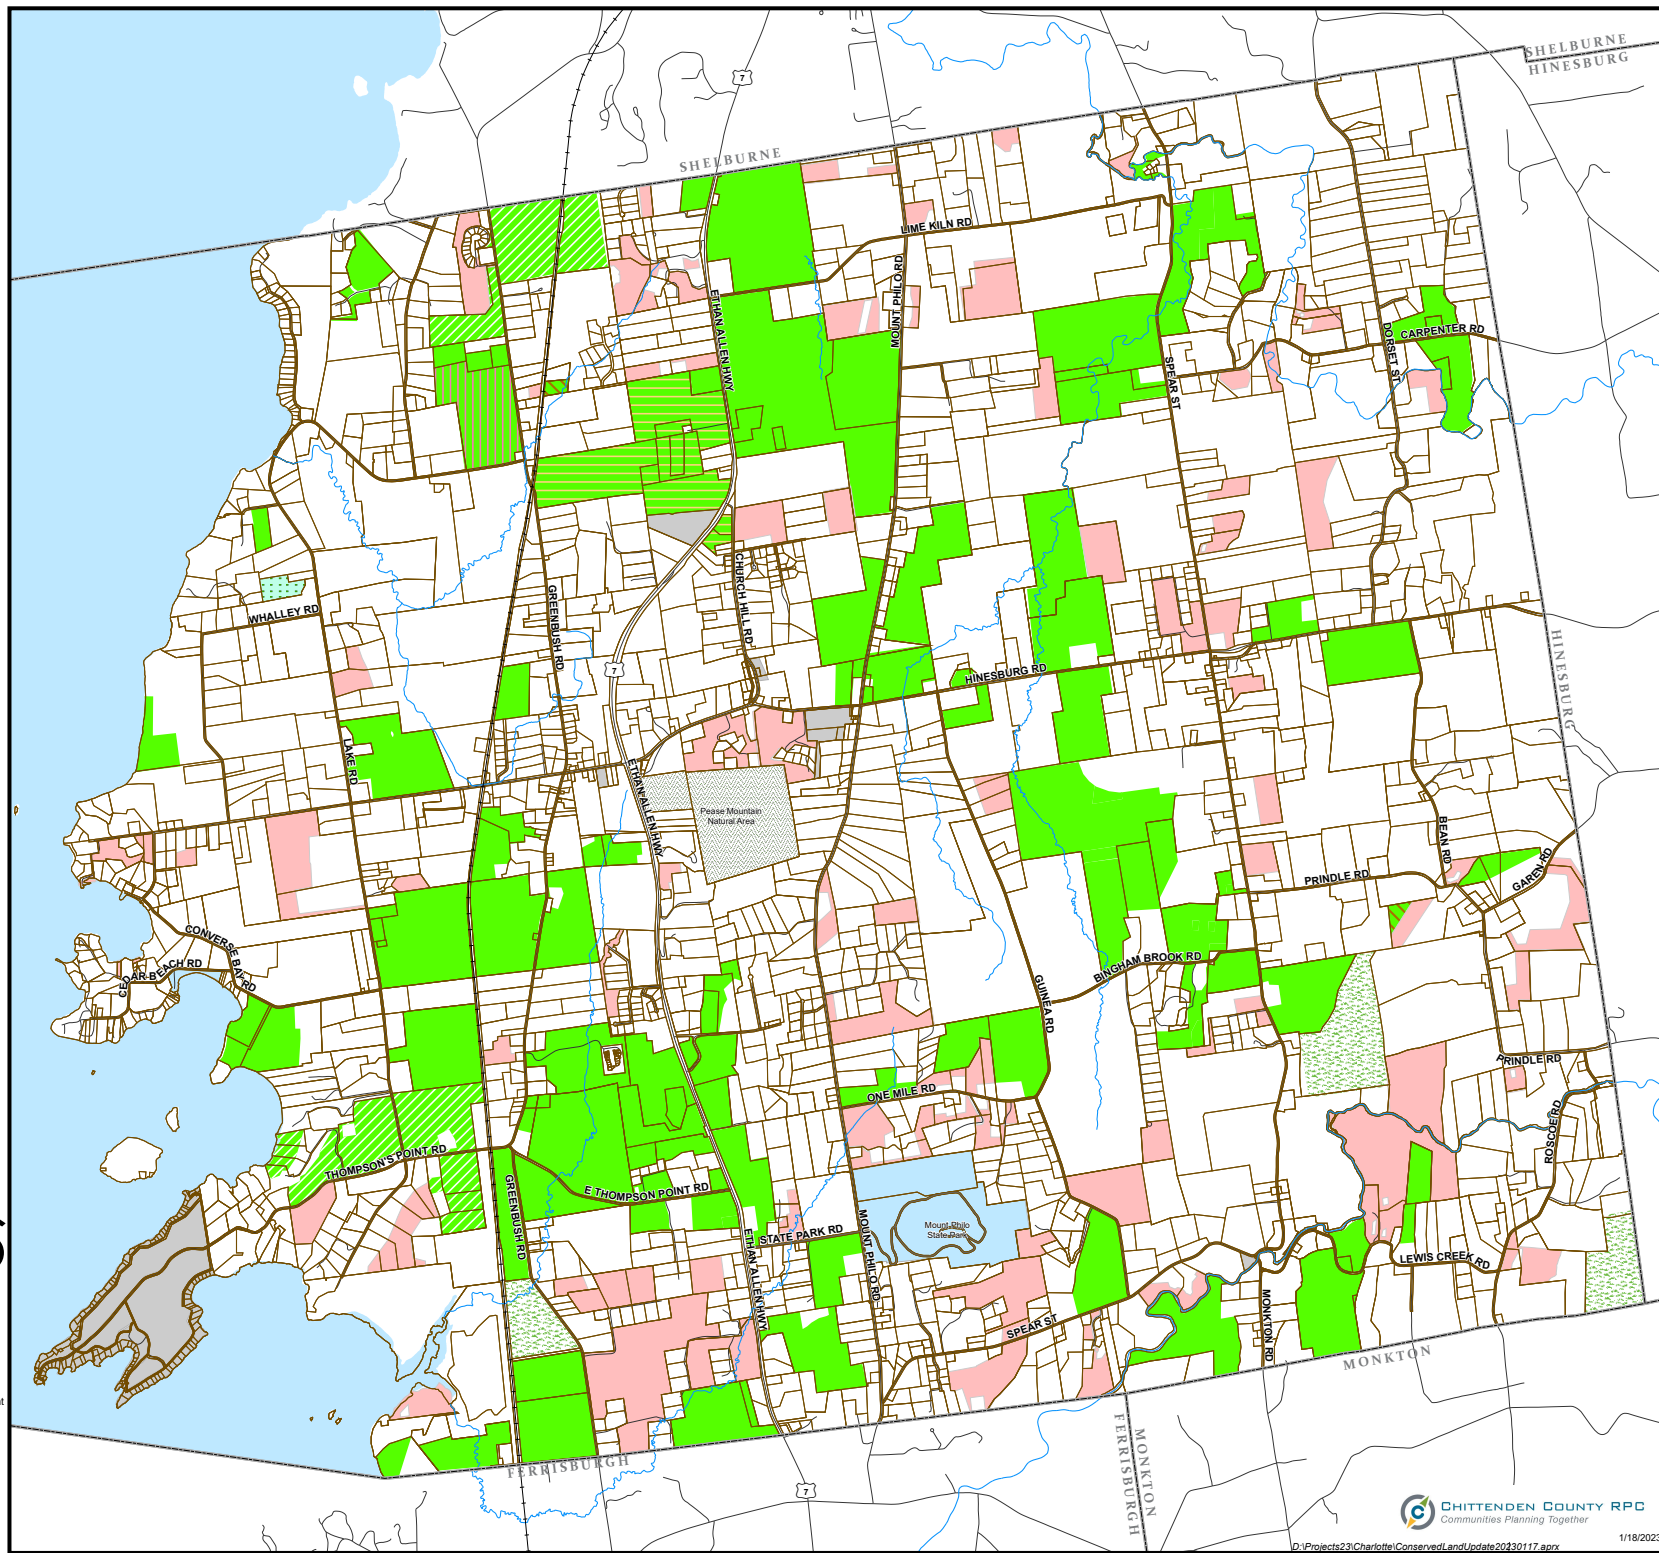 SHELBURNE
HINESBURG
7
SHELBURNE
LIME KILN RD
MOUNT PHILO RD
ETHAN ALLEN HWY
CARPENTER RD
DORSET ST
SPEAR ST
CHURCH HILL RD
GREENBUSH RD
WHALLEY RD
7
HINESBURG RD
HINESBURG
LAKE RD
ETHAN ALLEN HWY
Pease Mountain
Natural Area
BEAN RD
GAREN RD
PRINDLE RD
CONVERSE BAY RD
CEDAR BEACH RD
BINGHAM BROOK RD
GUINEA RD
PRINDLE RD
ONE MILE RD
ROSCOE RD
THOMPSON'S POINT RD
E THOMPSON POINT RD
GREENBUSH RD
STATE PARK RD
Mount Philo
State Park
MOUNT PHILO RD
ETHAN ALLEN HWY
LEWIS CREEK RD
SPEAR ST
MONKTON RD
MONKTON
nt
FERRISBURGH
MONKTON
FERRISBURGH
7
C
CHITTENDEN COUNTY RPC
Communities Planning Together
1/18/2023
D:\Projects23\Charlotte\ConservedLandUpdate20230117.aprx